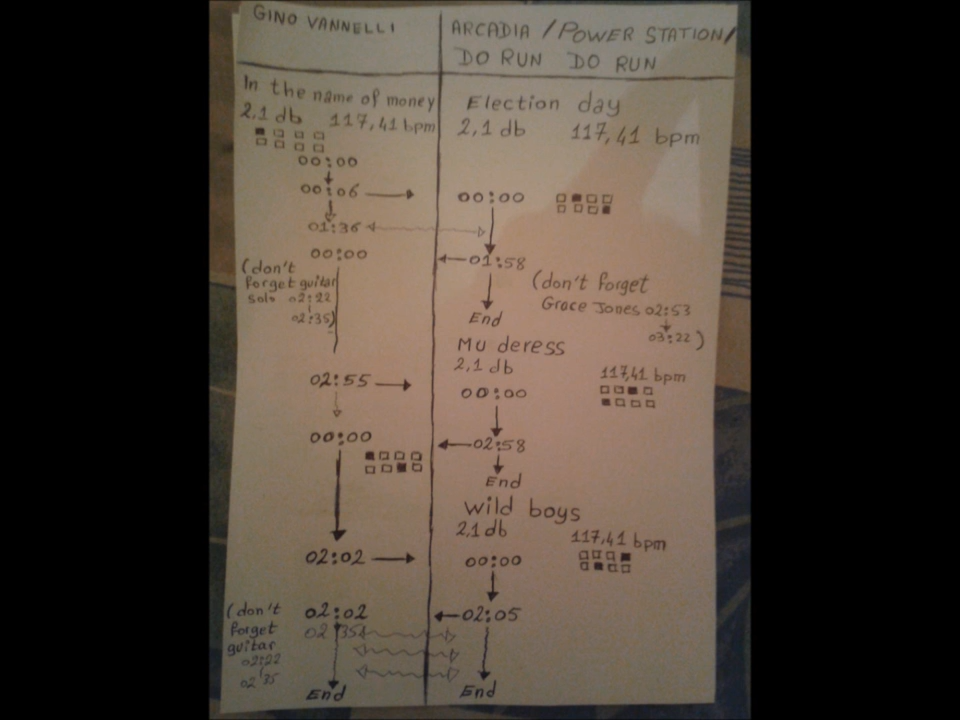 GINO VANNELLI
In the name of money
2,1 db 117,41 bpm
00:00
00:06
01:36
00:00
(don't
forget guitar
solo 02:22
02:35)
02:55
00:00
02:02
02:02
(don't
forget
guitar
02:35
02:22
02:35
End
ARCADIA / POWER STATION/
DO RUN DO RUN
Election day
2,1 db 117,41 bpm
00:00
01:58
(don't forget
Grace Jones 02:53
03:22)
End
Mu deress
2,1 db
117,41 bpm
00:00
02:58
End
Wild boys
2,1 db
117,41 bpm
00:00
02:05
End